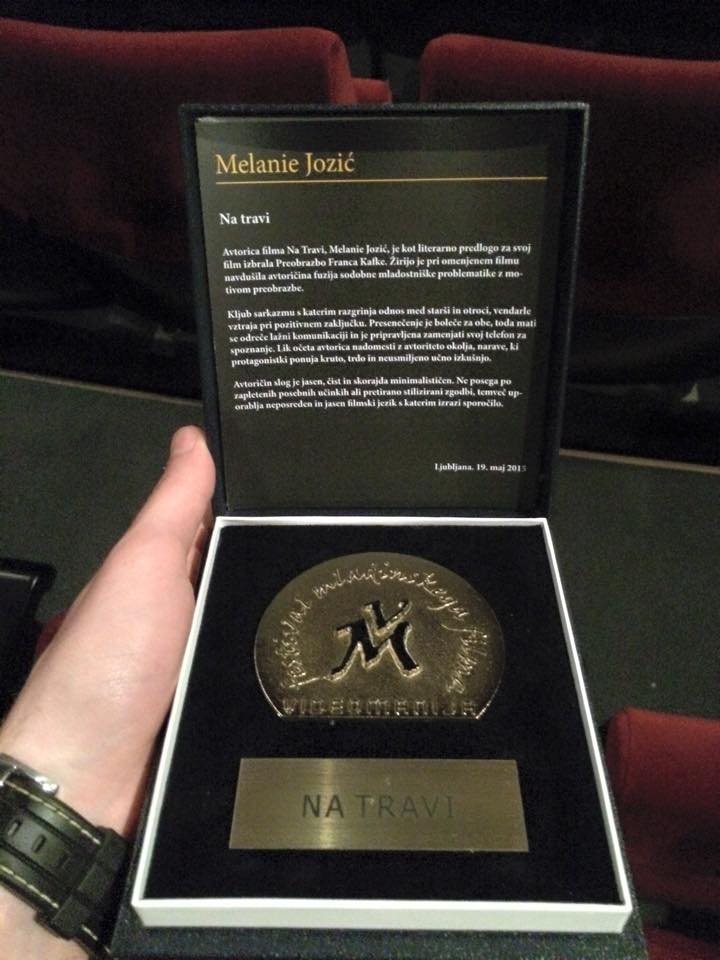 Melanie Jozić
Na travi
Avtorica filma Na Travi, Melanie Jozić, je kot literarno predlogo za svoj
film izbrala Preobrazbo Franca Kafke. Žirijo je pri omenjenem filmu
navdušila avtoričina fuzija sodobne mladostniške problematike z mo-
tivom preobrazbe.
Kljub sarkazmu s katerim razgrinja odnos med starši in otroci, vendarle
vztraja pri pozitivnem zaključku. Presenečenje je boleče za obe, toda mati
se odreče lažni komunikaciji in je pripravljena zamenjati svoj telefon za
spoznanje. Lik očeta avtorica nadomesti z avtoriteto okolja, narave, ki
protagonistki ponuja kruto, trdo in neusmiljeno učno izkušnjo.
Avtoričin slog je jasen, čist in skorajda minimalističen. Ne posega po
zapletenih posebnih učinkih ali pretirano stilizirani zgodbi, temveč up-
orablja neposreden in jasen filmski jezik s katerim izrazi sporočilo.
Ljubljana, 19. maj 2015
festival mladinskega filma
VIDEOMANIJA
NA TRAVI